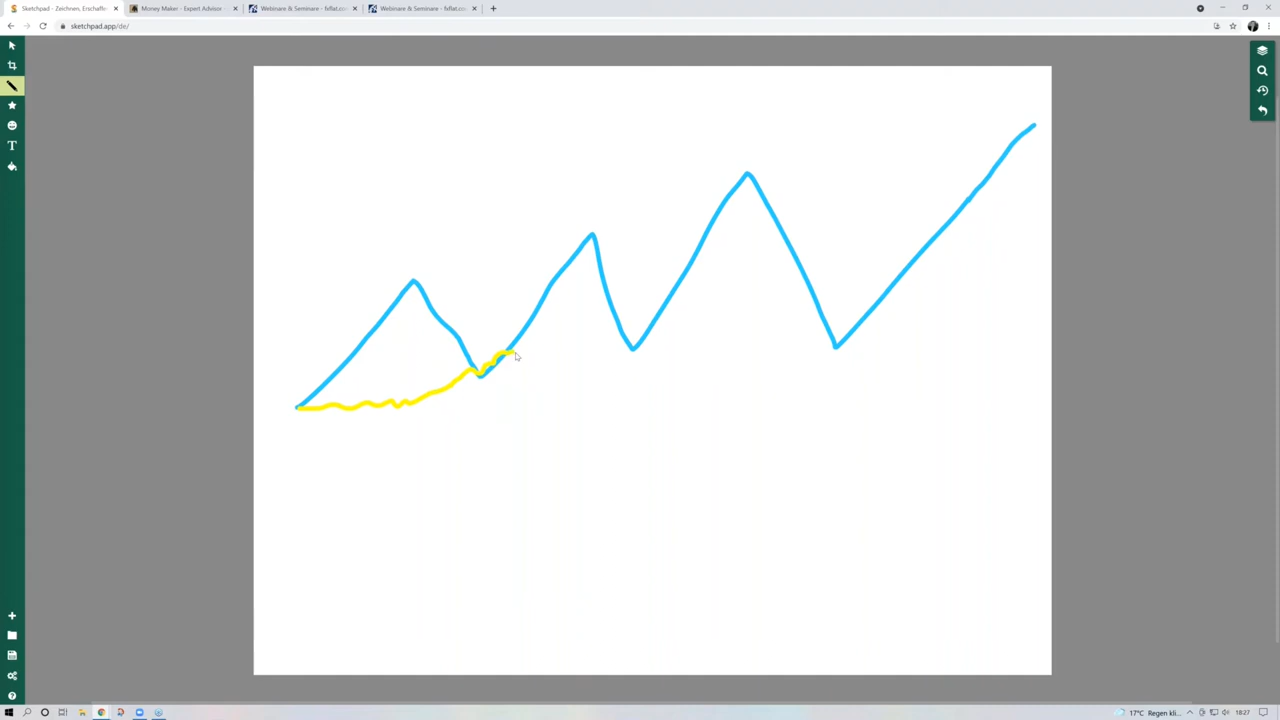 Sketchpad - Zeichnen, Erschaffe
Money Maker - Expert Advisor -
Webinare & Seminare - fxflat.co
Webinare & Seminare - fxflat.co
sketchpad.app/de/
T
17°C Regen kli...
18:27